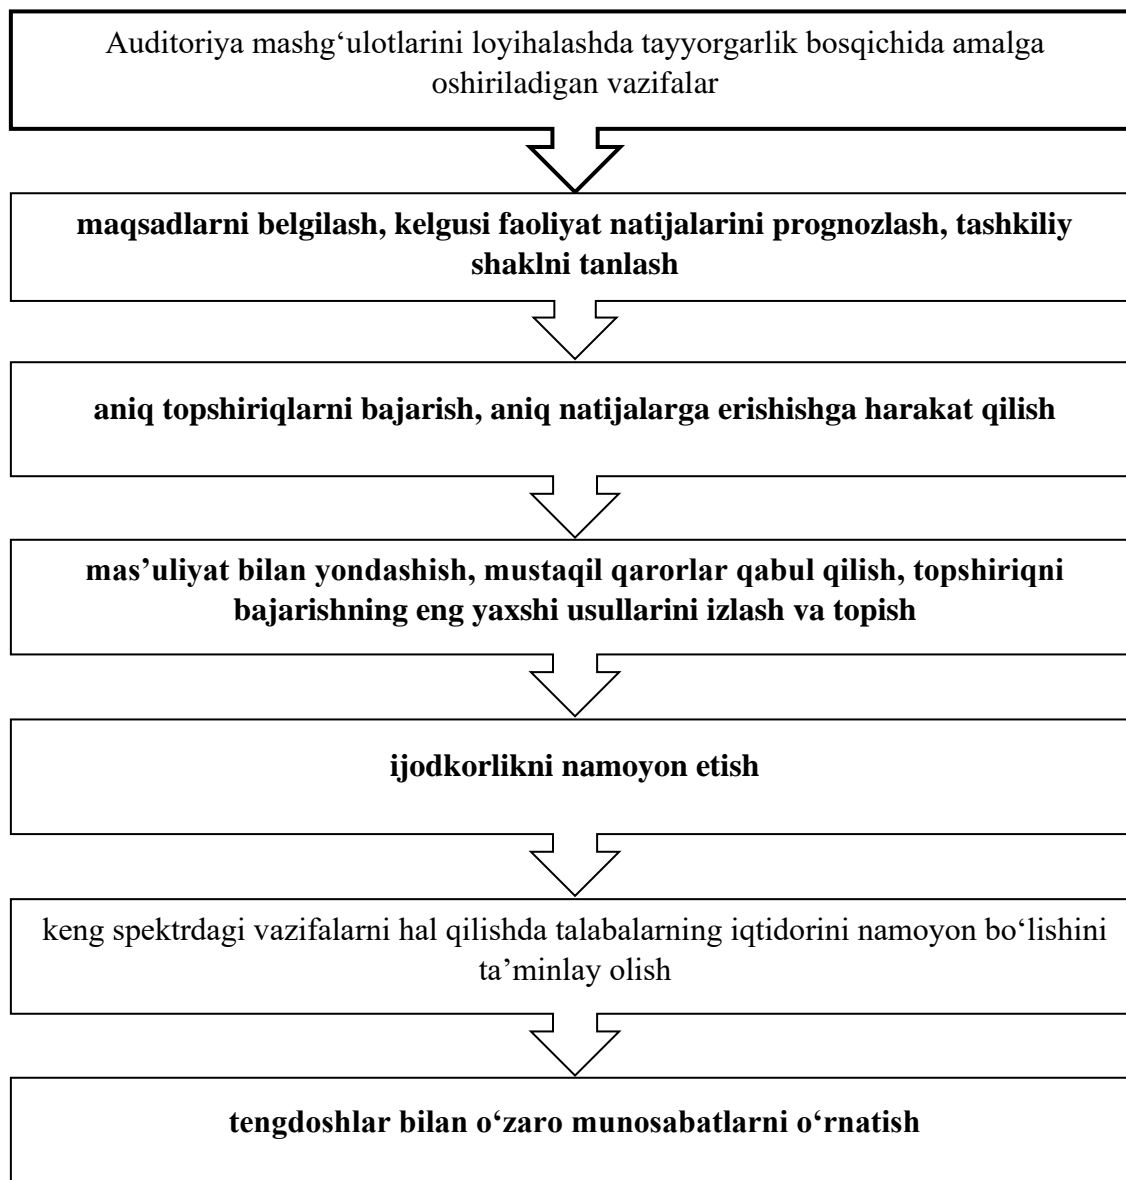 Auditoriya mashg‘ulotlarini loyihalashda tayyorgarlik bosqichida amalga
oshiriladigan vazifalar
maqsadlarni belgilash, kelgusi faoliyat natijalarini prognozlash, tashkiliy
shaklni tanlash
aniq topshiriqlarni bajarish, aniq natijalarga erishishga harakat qilish
mas’uliyat bilan yondashish, mustaqil qarorlar qabul qilish, topshiriqni
bajarishning eng yaxshi usullarini izlash va topish
ijodkorlikni namoyon etish
keng spektrdagi vazifalarni hal qilishda talabalarning iqtidorini namoyon bo‘lishini
ta’minlay olish
tengdoshlar bilan o‘zaro munosabatlarni o‘rnatish